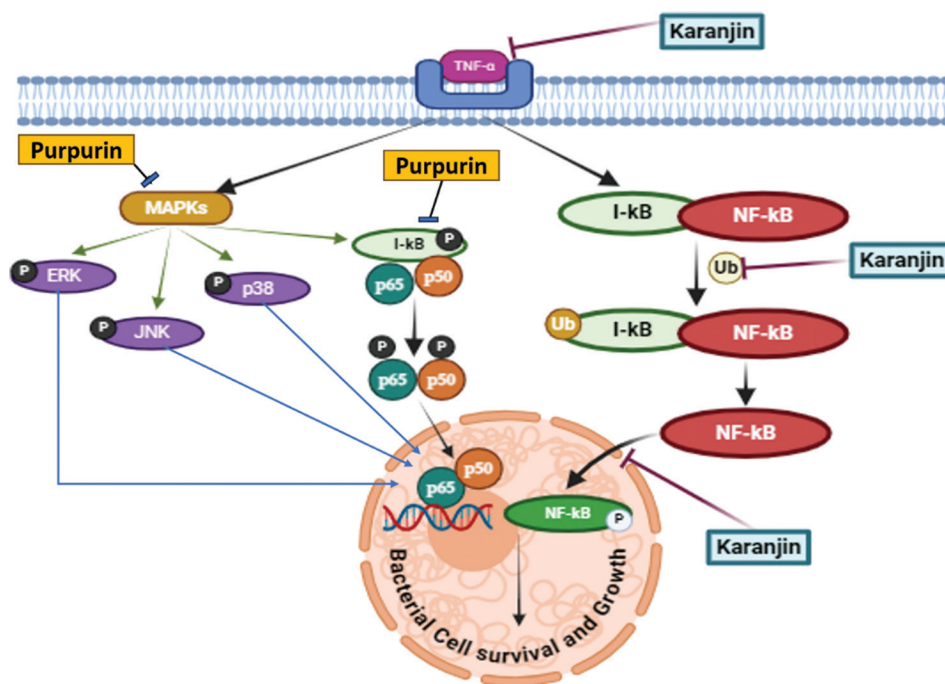 Karanjin
TNF-α
Purpurin
Purpurin
MAPKs
I-kB
NF-kB
I-kB
P
P
ERK
p65
p50
Ub
Karanjin
P
p38
P
JNK
Ub
I-kB
NF-kB
P
P
p65
p50
NF-kB
p50
p65
NF-kB
P
Karanjin
Bacterial Cell survival and Growth